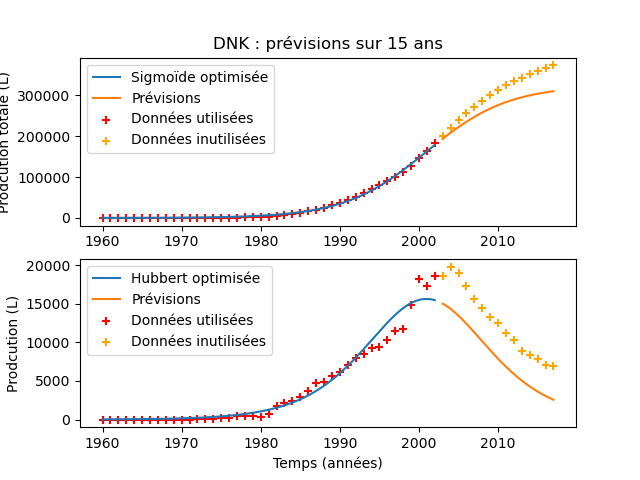 DNK : prévisions sur 15 ans
Prodcution totale (L)
300000
200000
100000
0
Sigmoïde optimisée
Prévisions
Données utilisées
Données inutilisées
1960 1970 1980 1990 2000 2010
Prodcution (L)
20000
15000
10000
5000
0
Hubbert optimisée
Prévisions
Données utilisées
Données inutilisées
1960 1970 1980 1990 2000 2010
Temps (années)